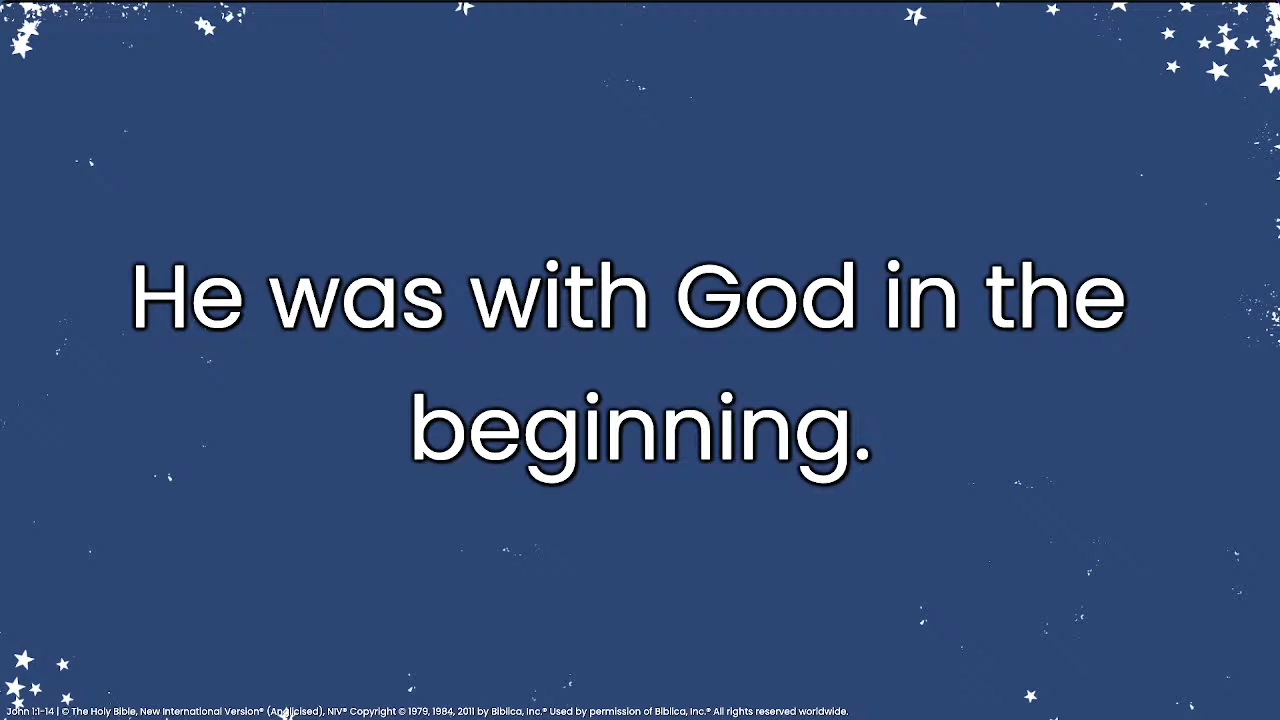 He was with God in the
beginning.
John 1:1-14 | © The Holy Bible, New International Version® (Anglicised), NIV® Copyright © 1979, 1984, 2011 by Biblica, Inc.® Used by permission of Biblica, Inc.® All rights reserved worldwide.